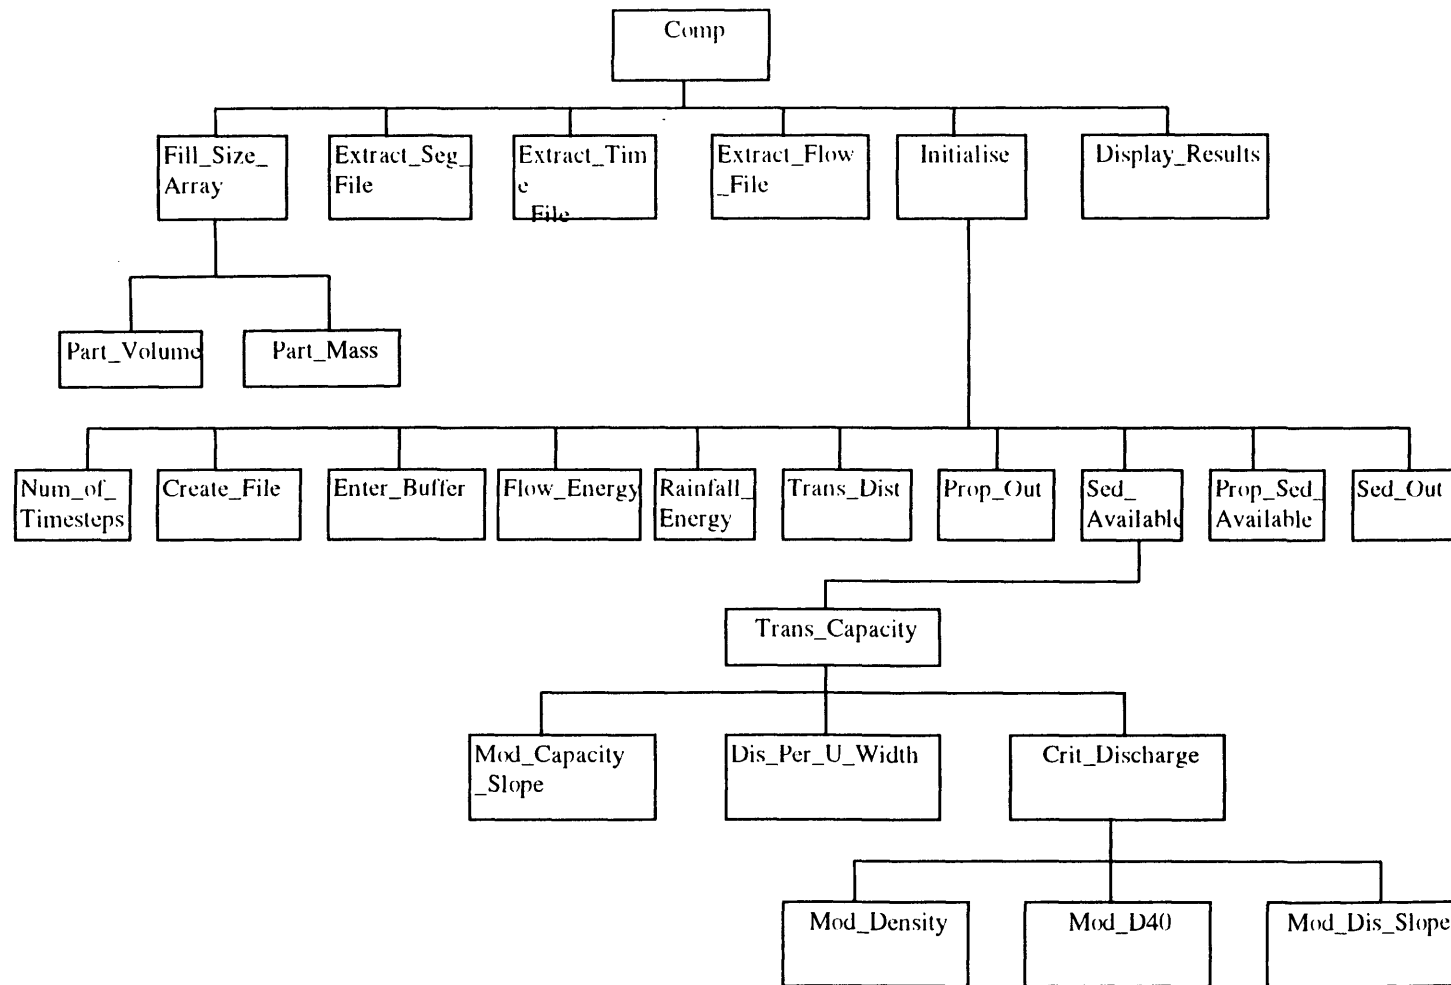 Comp
Fill_Size_
Array
Extract_Seg_
File
Extract_Tim
e
_File
Extract_Flow
_File
Initialise
Display_Results
Part_Volume
Part_Mass
Num_of_
Timesteps
Create_File
Enter_Buffer
Flow_Energy
Rainfall_
Energy
Trans_Dist
Prop_Out
Sed_
Available
Prop_Sed_
Available
Sed_Out
Trans_Capacity
Mod_Capacity
_Slope
Dis_Per_U_Width
Crit_Discharge
Mod_Density
Mod_D40
Mod_Dis_Slope